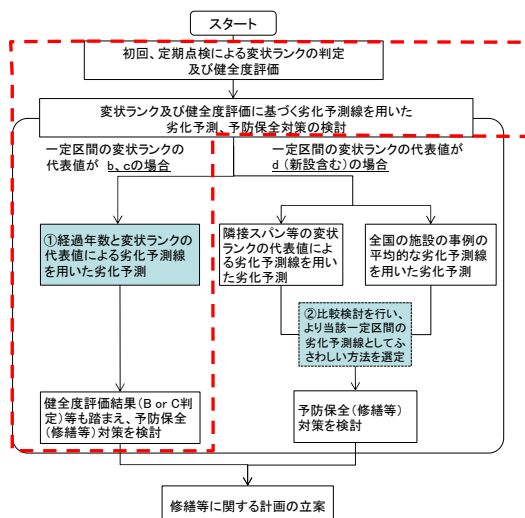 スタート
初回、定期点検による変状ランクの判定
及び健全度評価
変状ランク及び健全度評価に基づく劣化予測線を用いた
劣化予測、予防保全対策の検討
一定区間の変状ランクの
代表値が b、cの場合
一定区間の変状ランクの代表値が
d (新設含む)の場合
①経過年数と変状ランクの
代表値による劣化予測線
を用いた劣化予測
隣接スパン等の変状
ランクの代表値によ
る劣化予測線を用い
た劣化予測
全国の施設の事例の
平均的な劣化予測線
を用いた劣化予測
②比較検討を行い、
より当該一定区間の
劣化予測線としてふ
さわしい方法を選定
健全度評価結果(B or C判
定)等も踏まえ、予防保全
(修繕等)対策を検討
予防保全(修繕等)
対策を検討
修繕等に関する計画の立案